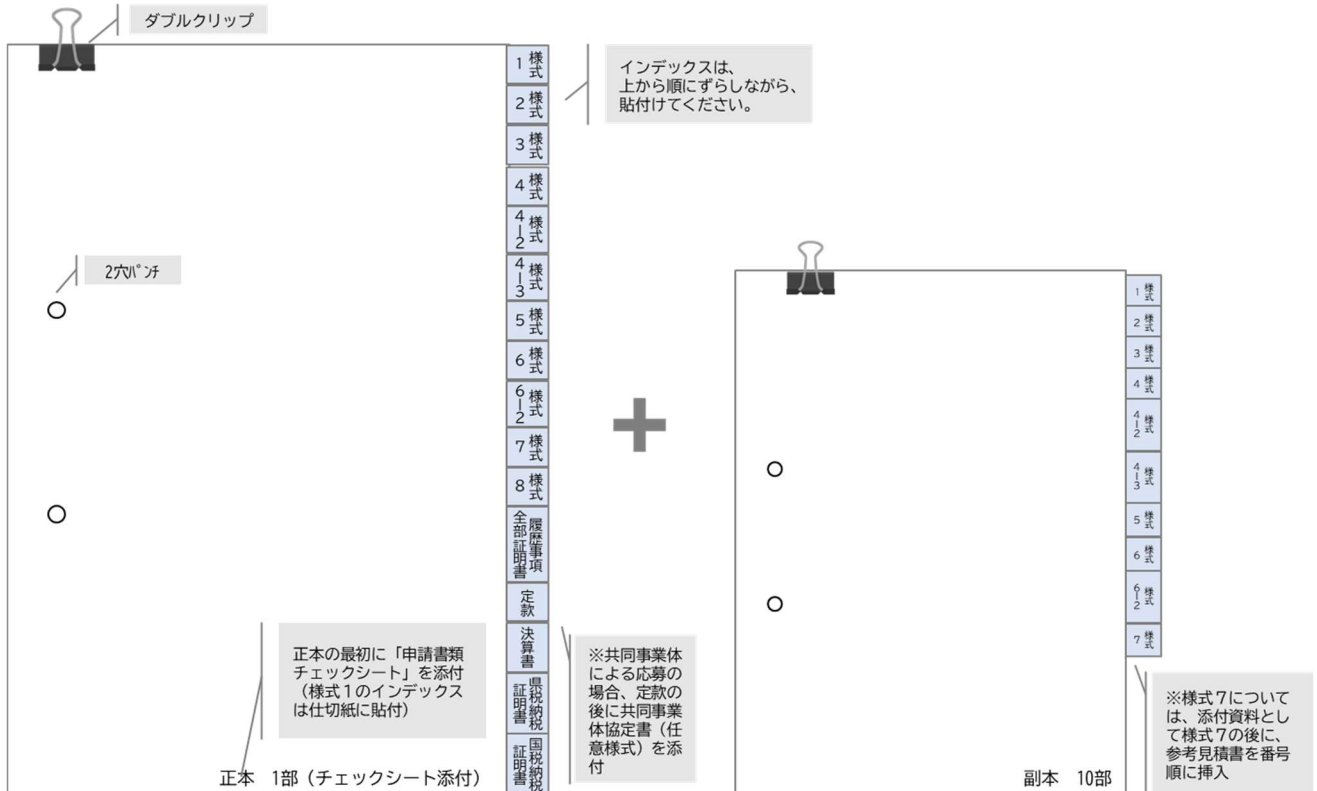 ダブルクリップ
インデックスは、
上から順にずらしながら、
貼付けてください。
2穴ﾊﾟﾝﾁ
様式1
様式2
様式3
様式4
様式4-2
様式4-3
様式5
様式6
様式6-2
様式7
様式8
履歴事項
全部証明書
定款
決算書
県税納税
証明書
国税納税
証明書
正本の最初に「申請書類
チェックシート」を添付
（様式１のインデックス
は仕切紙に貼付）
※共同事業体
による応募の
場合、定款の
後に共同事業
体協定書（任
意様式）を添
付
正本　1部（チェックシート添付）
様式1
様式2
様式3
様式4
様式4-2
様式4-3
様式5
様式6
様式6-2
様式7
※様式７について
は、添付資料とし
て様式７の後に、
参考見積書を番号
順に挿入
副本　10部